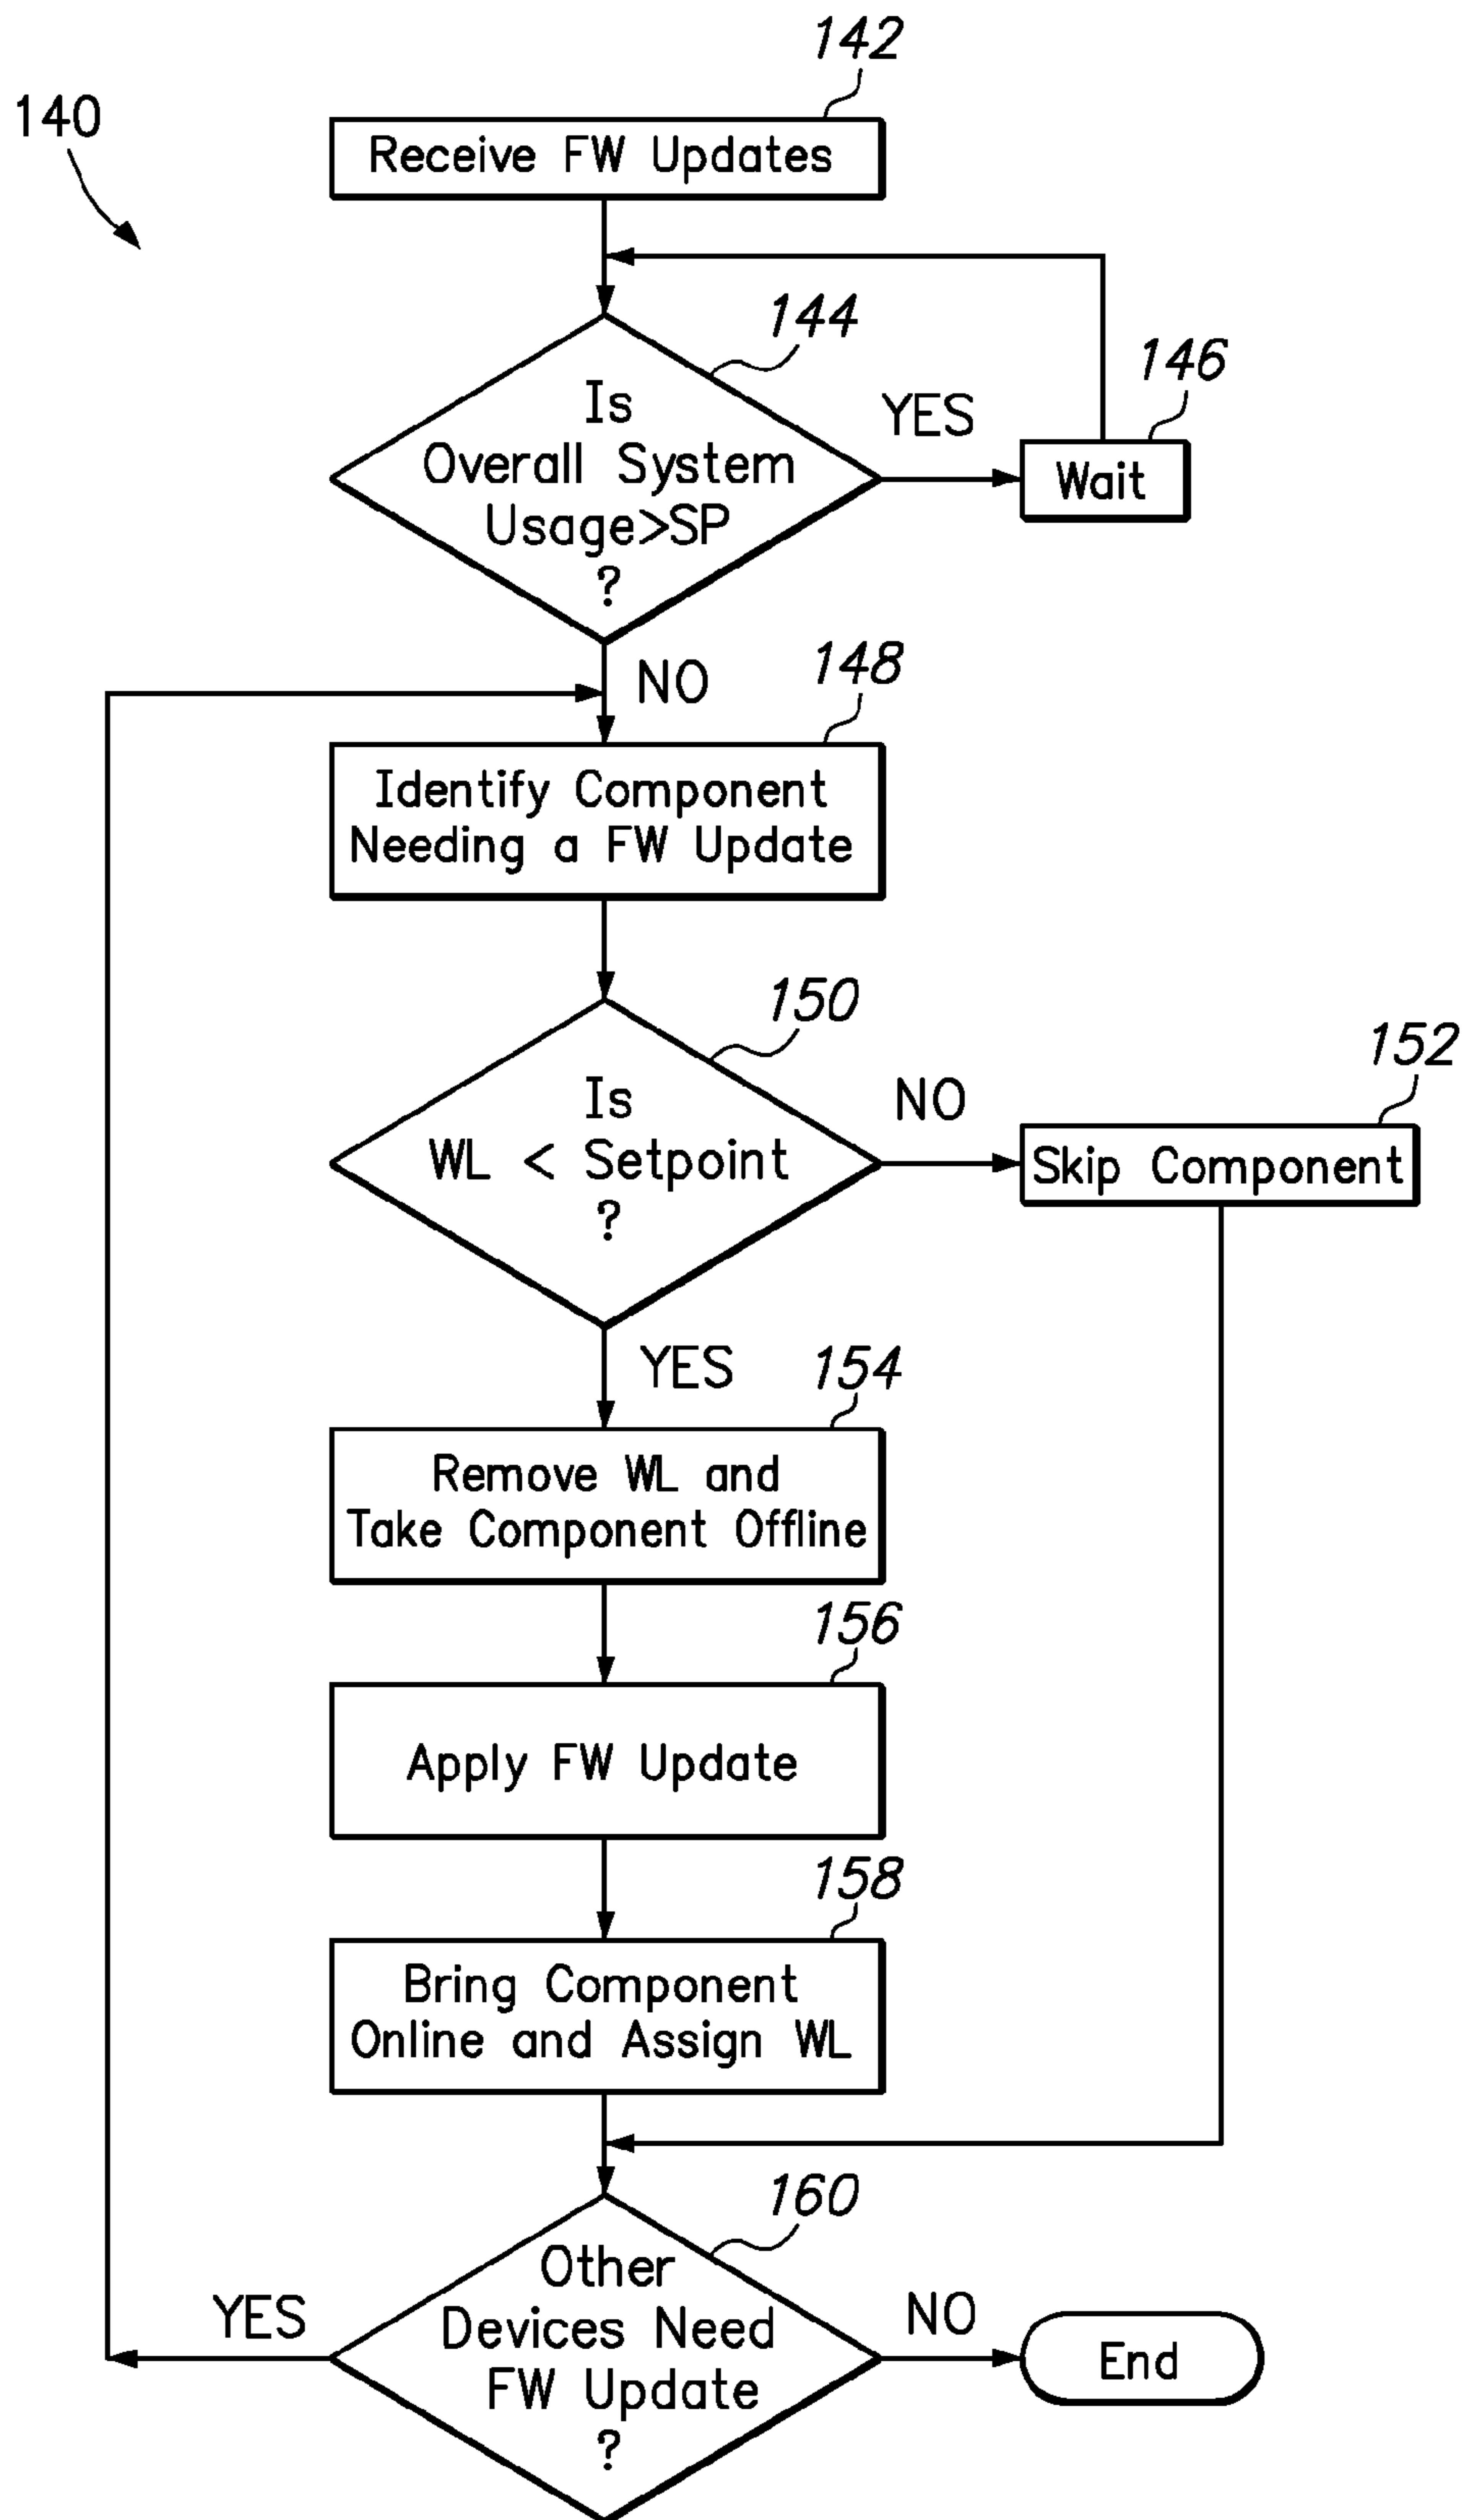 142
140
Receive FW Updates
144
Is
Overall System
Usage>SP
?
YES
146
Wait
NO
148
Identify Component
Needing a FW Update
150
Is
WL < Setpoint
?
NO
152
Skip Component
YES
154
Remove WL and
Take Component Offline
156
Apply FW Update
158
Bring Component
Online and Assign WL
160
Other
Devices Need
FW Update
?
YES
NO
End